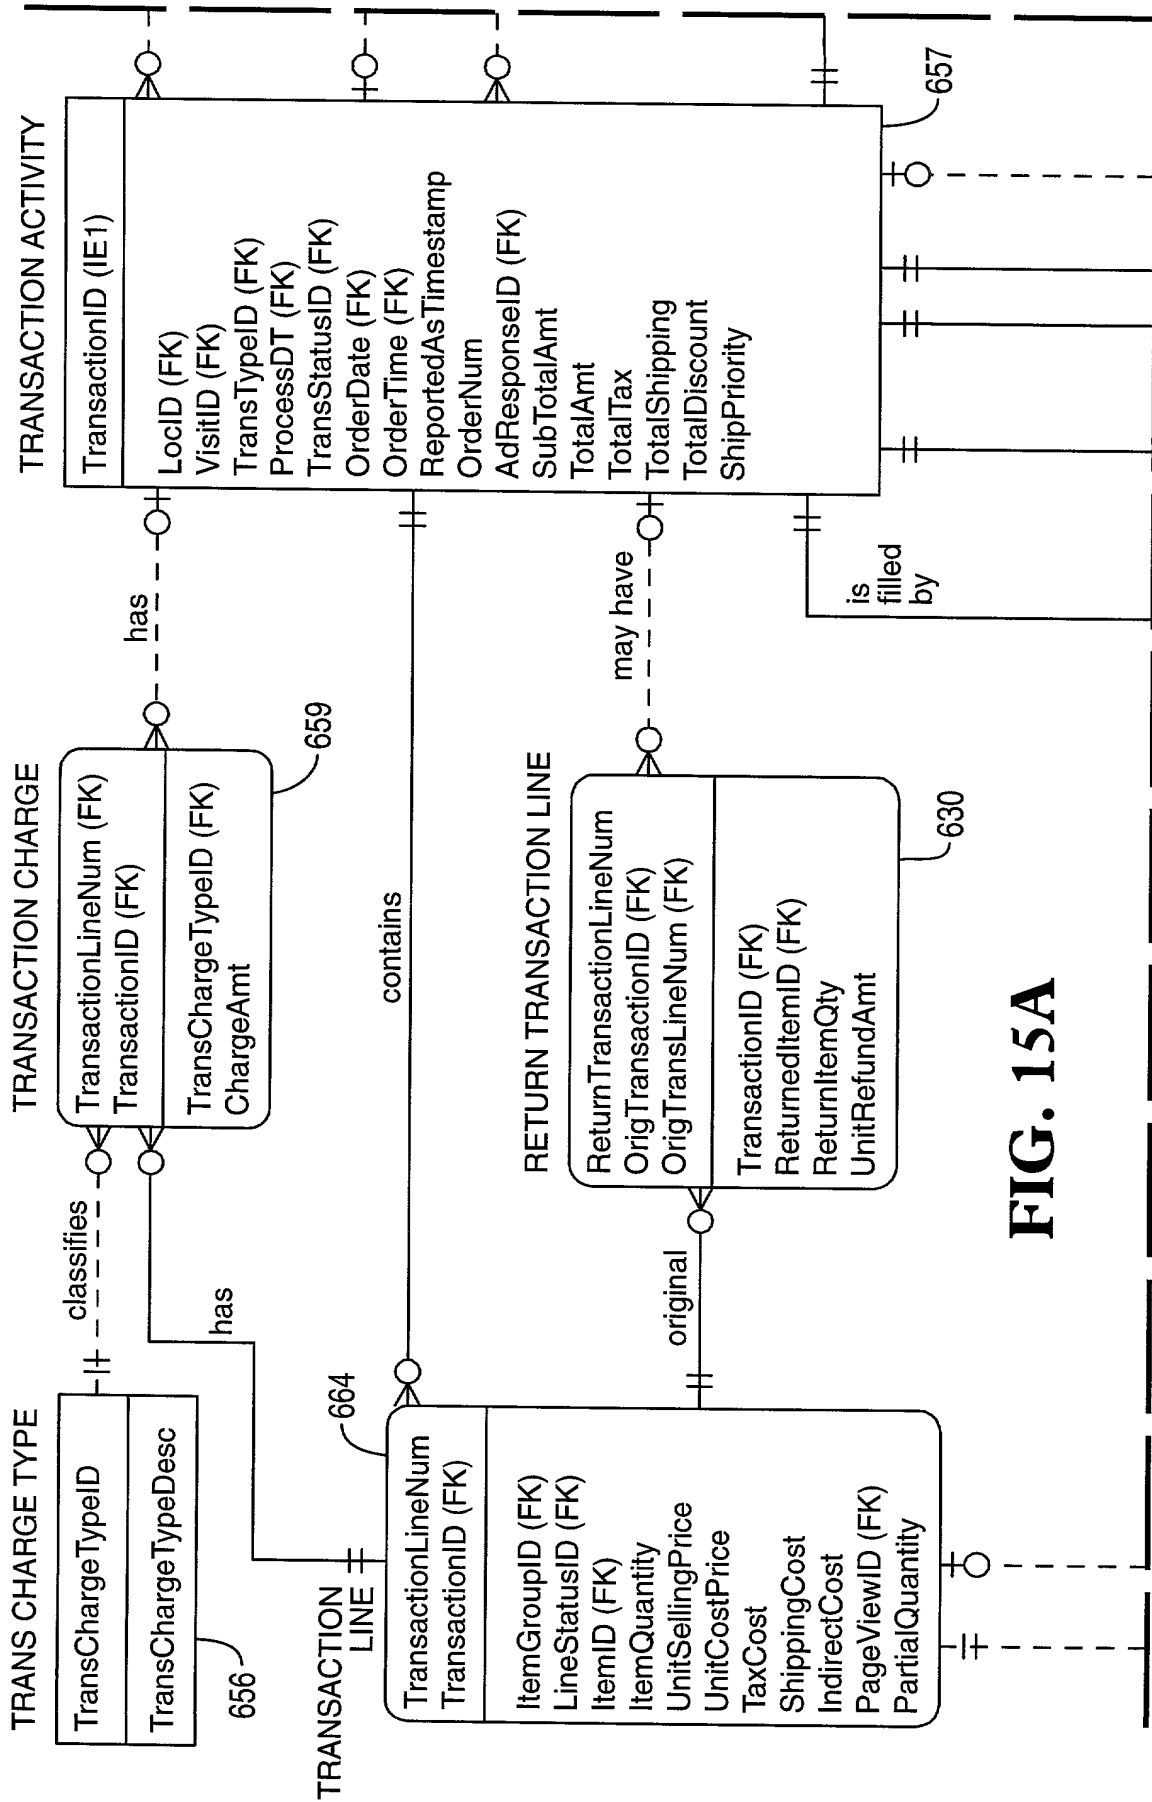 TRANS CHARGE TYPE
TransChargeTypeID
TransChargeTypeDesc
656
classifies
has
TRANSACTION CHARGE
TransactionLineNum (FK)
TransactionID (FK)
TransChargeTypeID (FK)
ChargeAmt
659
has
TRANSACTION ACTIVITY
TransactionID (IE1)
LocID (FK)
VisitID (FK)
TransTypeID (FK)
ProcessDT (FK)
TransStatusID (FK)
OrderDate (FK)
OrderTime (FK)
ReportedAsTimestamp
OrderNum
AdResponseID (FK)
SubTotalAmt
TotalAmt
TotalTax
TotalShipping
TotalDiscount
ShipPriority
657
TRANSACTION
LINE
664
TransactionLineNum
TransactionID (FK)
ItemGroupID (FK)
LineStatusID (FK)
ItemID (FK)
ItemQuantity
UnitSellingPrice
UnitCostPrice
TaxCost
ShippingCost
IndirectCost
PageViewID (FK)
PartialQuantity
contains
original
RETURN TRANSACTION LINE
ReturnTransactionLineNum
OrigTransactionID (FK)
OrigTransLineNum (FK)
TransactionID (FK)
ReturnedItemID (FK)
ReturnItemQty
UnitRefundAmt
630
may have
is
filled
by
FIG. 15A